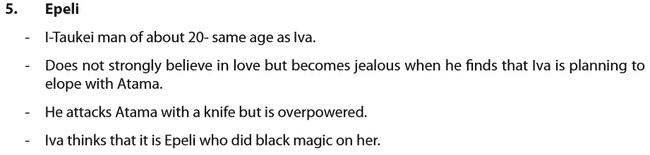 5. Epeli
- I-Taukei man of about 20- same age as Iva.
- Does not strongly believe in love but becomes jealous when he finds that Iva is planning to
elope with Atama.
- He attacks Atama with a knife but is overpowered.
- Iva thinks that it is Epeli who did black magic on her.